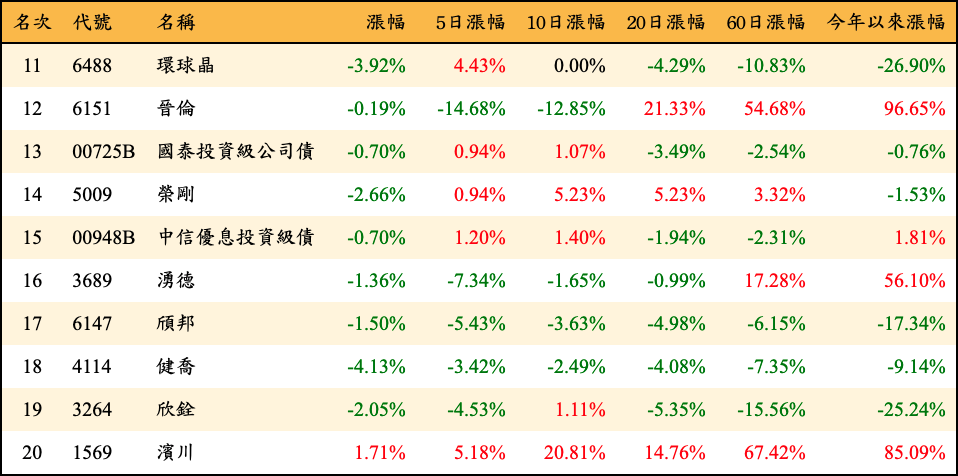 名次 代號 名稱 漲幅 5日漲幅 10日漲幅 20日漲幅 60日漲幅 今年以來漲幅
11 6488 環球晶 -3.92% 4.43% 0.00% -4.29% -10.83% -26.90%
12 6151 晉倫 -0.19% -14.68% -12.85% 21.33% 54.68% 96.65%
13 00725B 國泰投資級公司債 -0.70% 0.94% 1.07% -3.49% -2.54% -0.76%
14 5009 榮剛 -2.66% 0.94% 5.23% 5.23% 3.32% -1.53%
15 00948B 中信優息投資級債 -0.70% 1.20% 1.40% -1.94% -2.31% 1.81%
16 3689 湧德 -1.36% -7.34% -1.65% -0.99% 17.28% 56.10%
17 6147 頎邦 -1.50% -5.43% -3.63% -4.98% -6.15% -17.34%
18 4114 健喬 -4.13% -3.42% -2.49% -4.08% -7.35% -9.14%
19 3264 欣銓 -2.05% -4.53% 1.11% -5.35% -15.56% -25.24%
20 1569 濱川 1.71% 5.18% 20.81% 14.76% 67.42% 85.09%